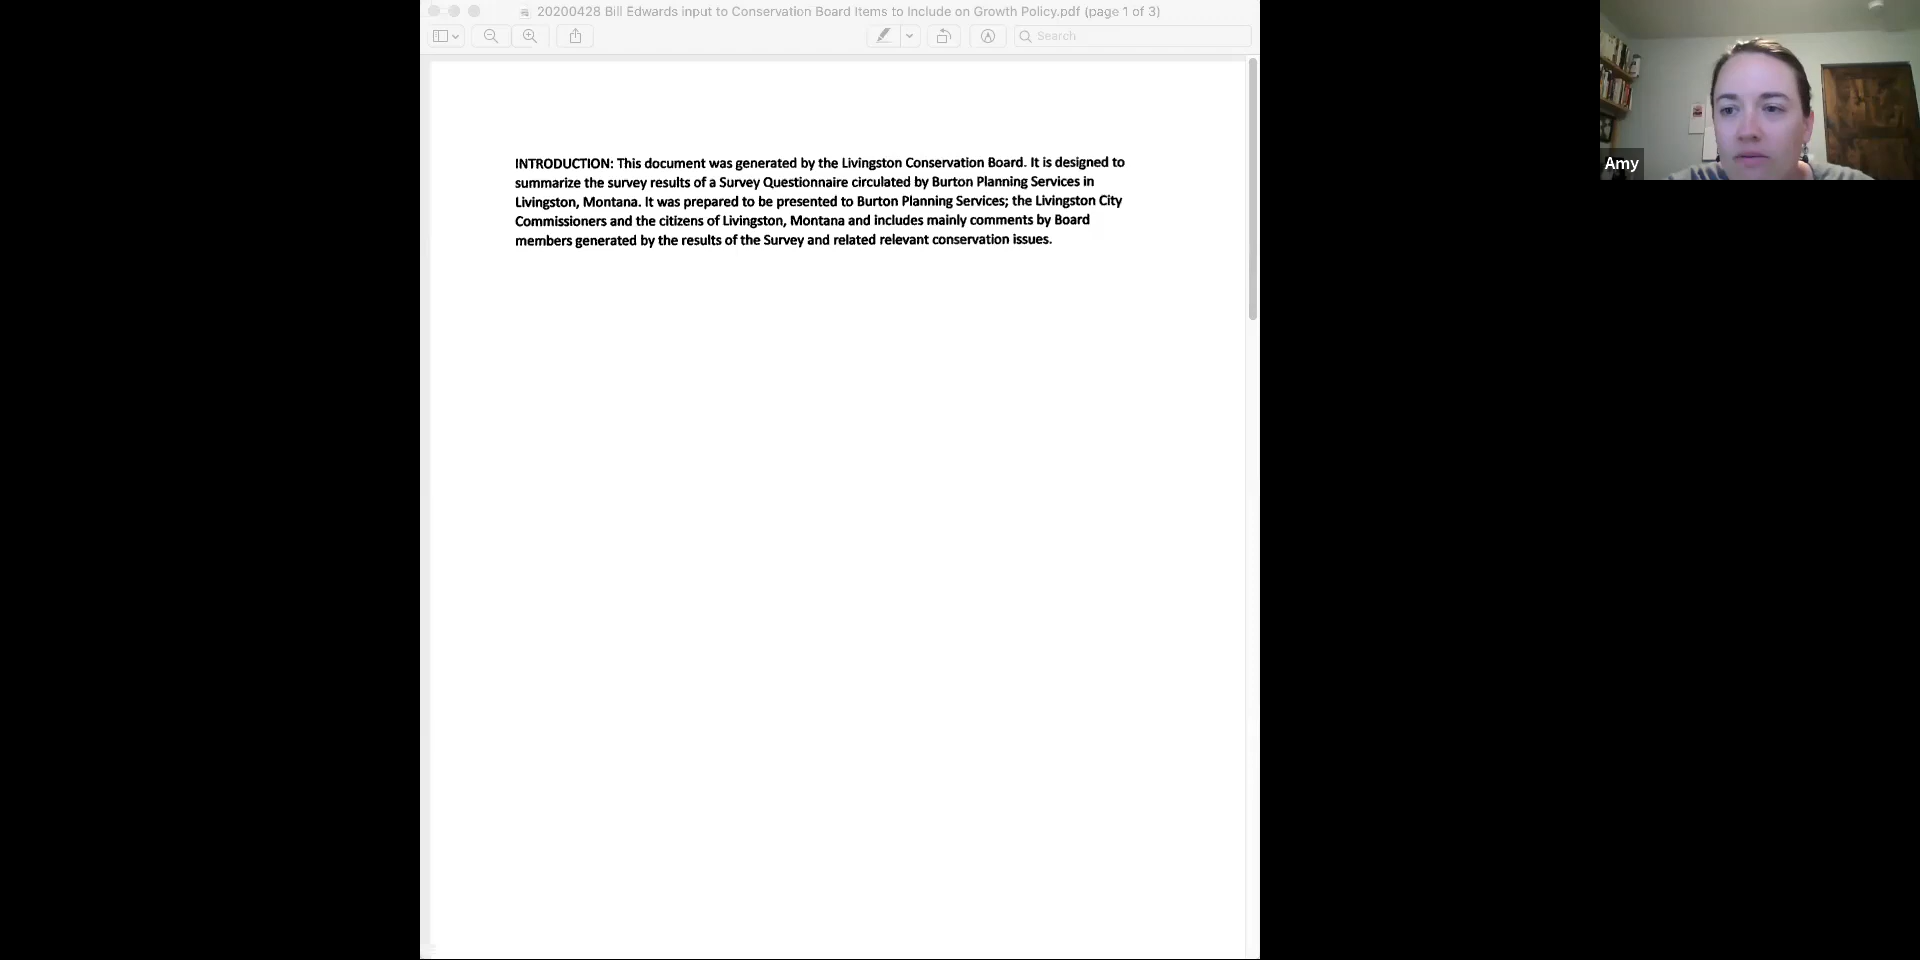 20200428 Bill Edwards input to Conservation Board Items to Include on Growth Policy.pdf (page 1 of 3)
Search
INTRODUCTION: This document was generated by the Livingston Conservation Board. It is designed to
summarize the survey results of a Survey Questionnaire circulated by Burton Planning Services in
Livingston, Montana. It was prepared to be presented to Burton Planning Services; the Livingston City
Commissioners and the citizens of Livingston, Montana and includes mainly comments by Board
members generated by the results of the Survey and related relevant conservation issues.
Amy